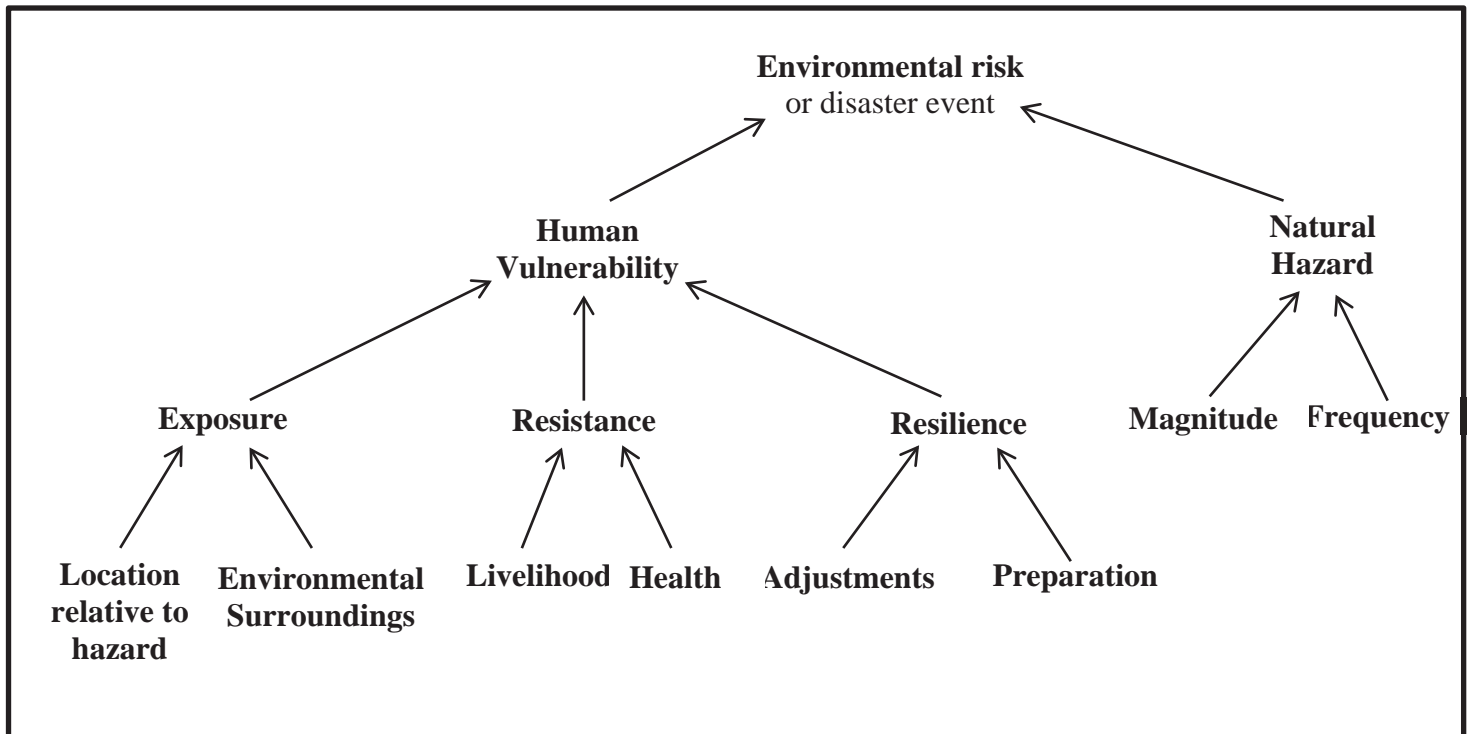 Environmental risk
or disaster event
Human
Vulnerability
Natural
Hazard
Exposure
Resistance
Resilience
Magnitude
Frequency
Location
relative to
hazard
Environmental
Surroundings
Livelihood
Health
Adjustments
Preparation